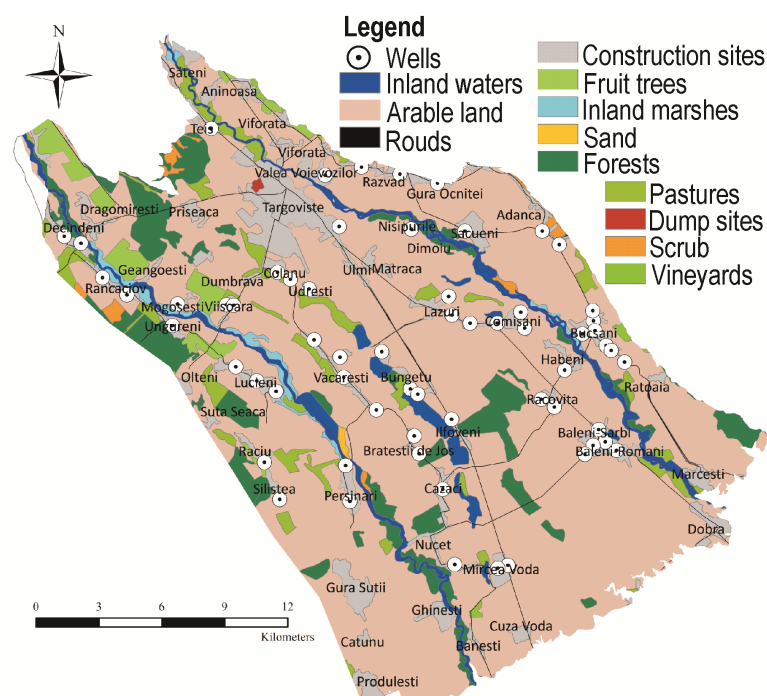 N
Legend
Wells
Inland waters
Arable land
Rouds
Construction sites
Fruit trees
Inland marshes
Sand
Forests
Pastures
Dump sites
Scrub
Vineyards
Sateni
Aninoasa
Teis
Viforata
Viforata
Valea Voievozilor
Razvad
Gura Ocnitei
Dragomiresti
Priseaca
Targoviste
Adanca
Decindeni
Nisipurile
Sacueni
Dimoiu
Geangoesti
Colanu
Ulmi
Matraca
Rancaciov
Dumbrava
Udresti
Mogosesti
Viisoara
Lazuri
Comisani
Ungureni
Bucsani
Habeni
Olteni
Lucieni
Vacaresti
Bungetu
Ratoaia
Suta Seaca
Racovita
Ilfoveni
Baleni-Sarbi
Raciu
Bratestii de Jos
Baleni-Romani
Silistea
Persinari
Cazaci
Marcesti
Dobra
Nucet
Mircea Voda
Gura Sutii
Ghinesti
Cuza Voda
Catunu
Banesti
Produlesti
0 3 6 9 12
Kilometers